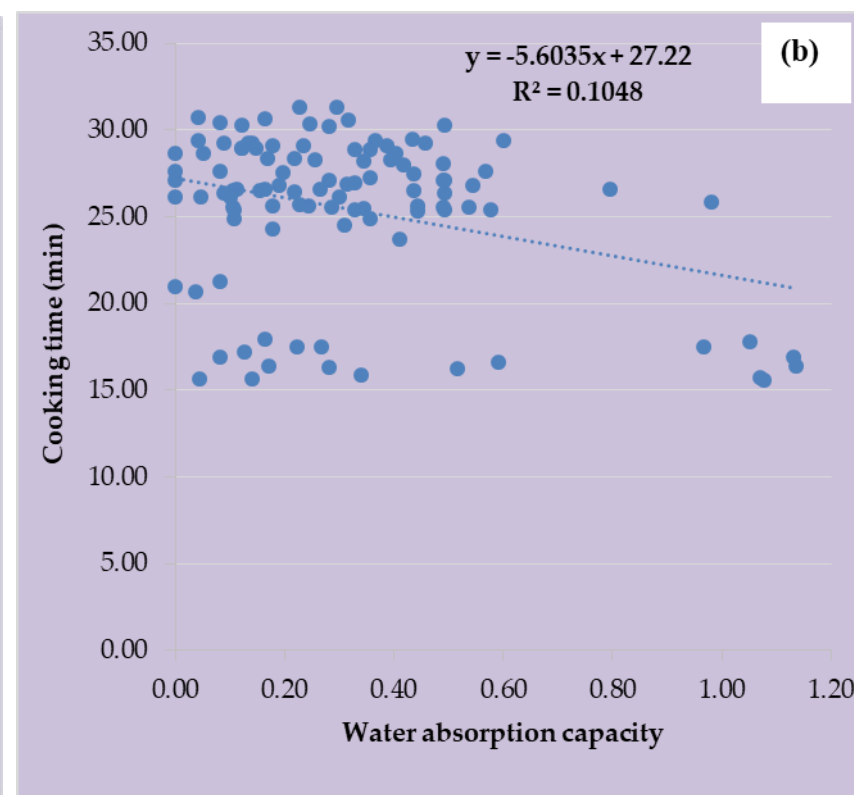 (b)
y = -5.6035x + 27.22
R² = 0.1048
35.00
30.00
25.00
20.00
15.00
10.00
5.00
0.00
Cooking time (min)
0.00 0.20 0.40 0.60 0.80 1.00 1.20
Water absorption capacity